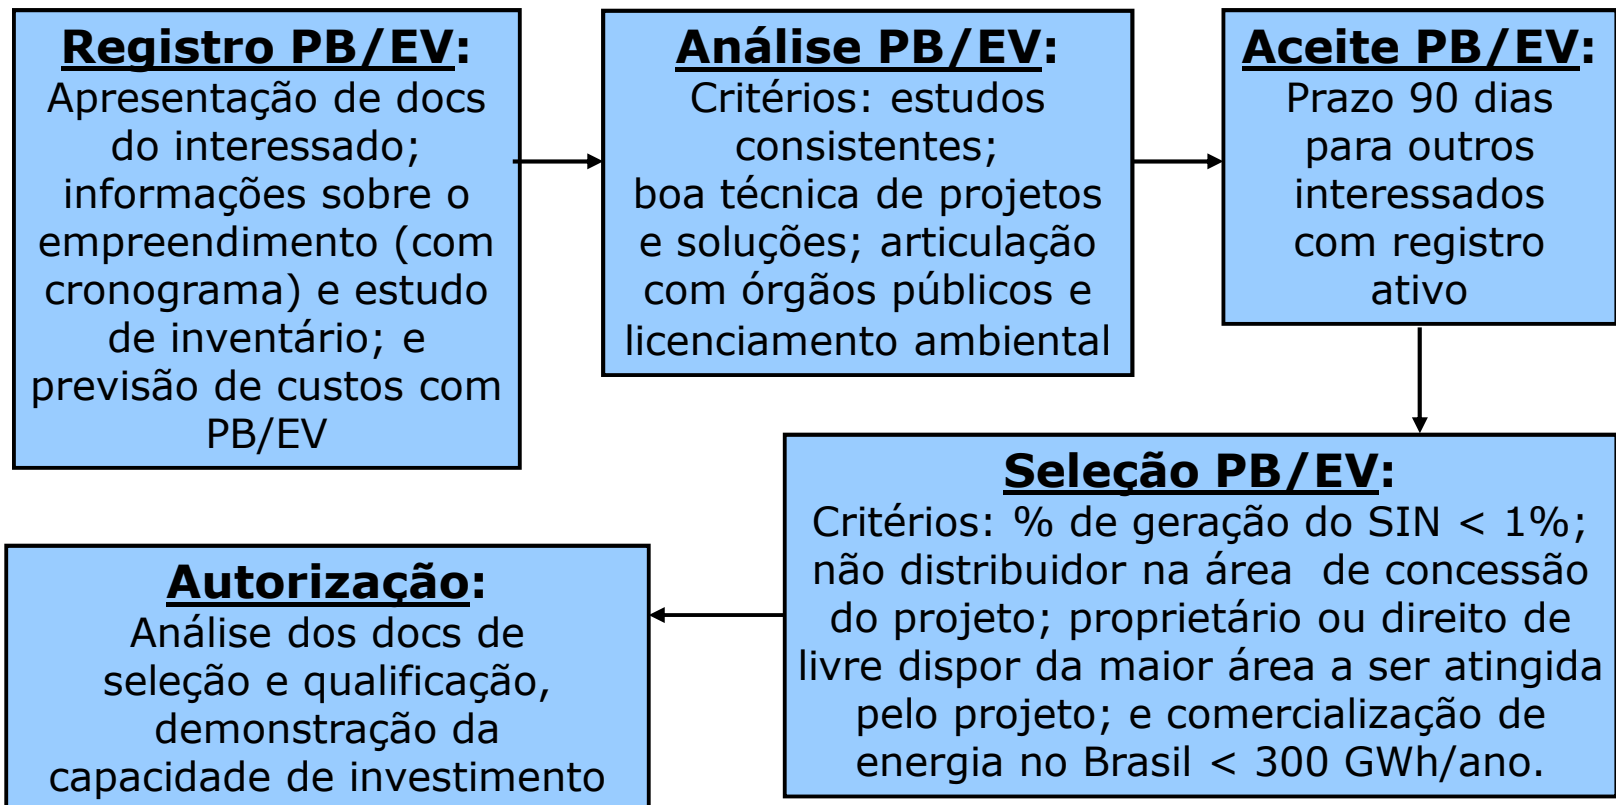 Registro PB/EV:
Apresentação de docs
do interessado;
informações sobre o
empreendimento (com
cronograma) e estudo
de inventário; e
previsão de custos com
PB/EV
Análise PB/EV:
Critérios: estudos
consistentes;
boa técnica de projetos
e soluções; articulação
com órgãos públicos e
licenciamento ambiental
Aceite PB/EV:
Prazo 90 dias
para outros
interessados
com registro
ativo
Seleção PB/EV:
Critérios: % de geração do SIN < 1%;
não distribuidor na área de concessão
do projeto; proprietário ou direito de
livre dispor da maior área a ser atingida
pelo projeto; e comercialização de
energia no Brasil < 300 GWh/ano.
Autorização:
Análise dos docs de
seleção e qualificação,
demonstração da
capacidade de investimento